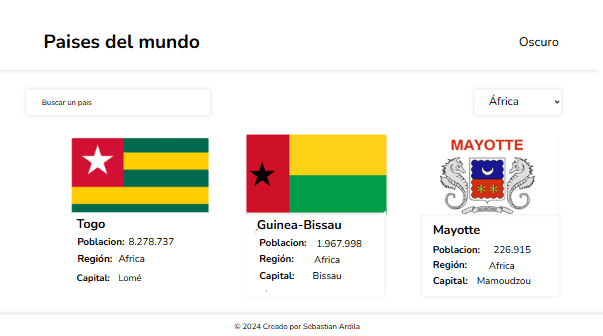 Paises del mundo
Oscuro
Buscar un pais
África
MAYOTTE
Togo
Poblacion: 8.278.737
Región: Africa
Capital: Lomé
Guinea-Bissau
Poblacion: 1.967.998
Región: Africa
Capital: Bissau
Mayotte
Poblacion: 226.915
Región: Africa
Capital: Mamoudzou
© 2024 Creado por Sebastian Ardila